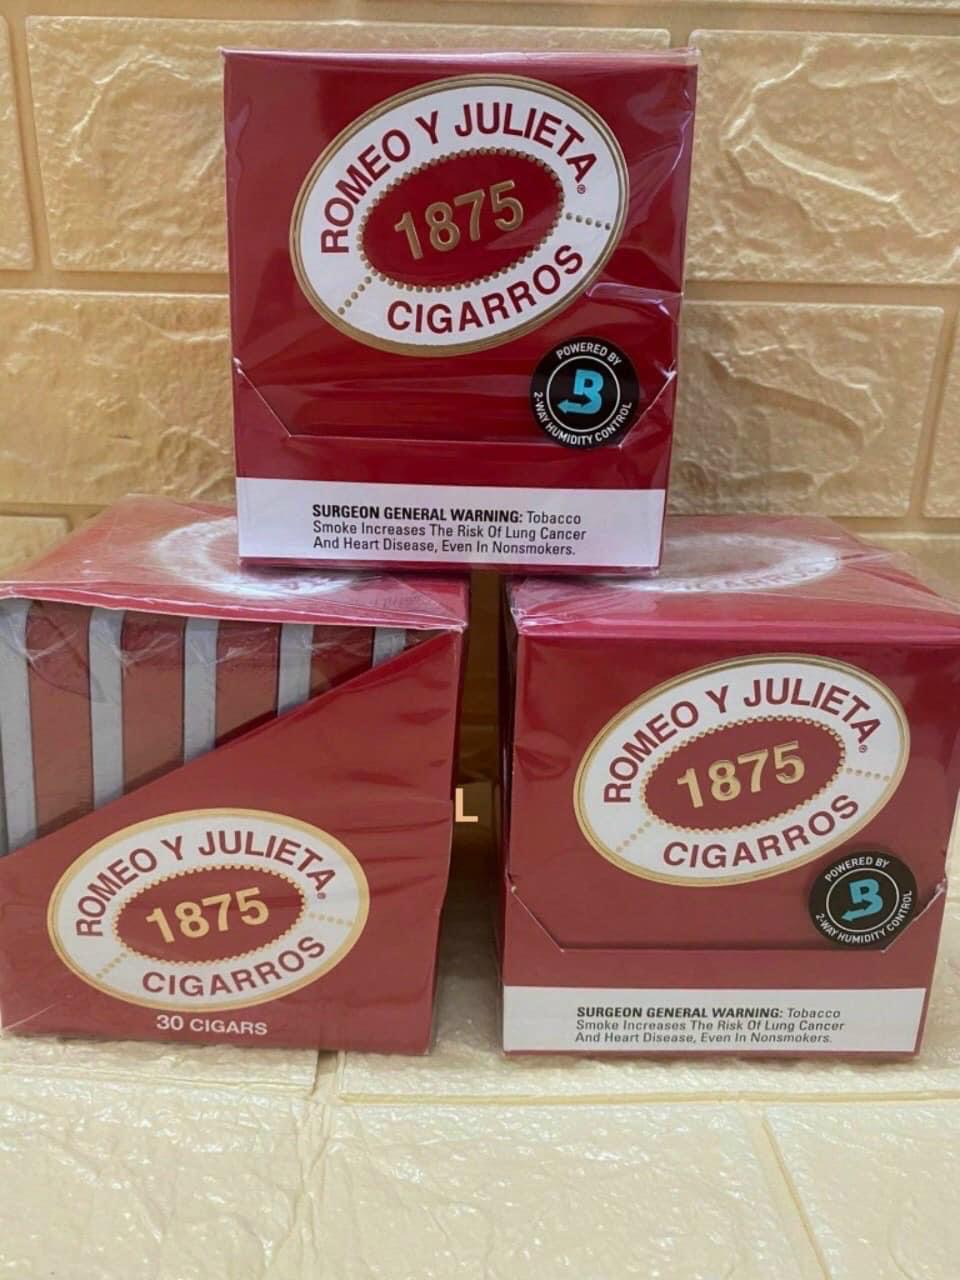 ROMEO Y JULIETA®
1875
CIGARROS
POWERED BY
B
2-WAY HUMIDITY CONTROL
SURGEON GENERAL WARNING: Tobacco
Smoke Increases The Risk Of Lung Cancer
And Heart Disease, Even In Nonsmokers.
ROMEO Y JULIETA®
1875
CIGARROS
30 CIGARS
L
ROMEO Y JULIETA®
1875
CIGARROS
POWERED BY
B
2-WAY HUMIDITY CONTROL
SURGEON GENERAL WARNING: Tobacco
Smoke Increases The Risk Of Lung Cancer
And Heart Disease, Even In Nonsmokers.